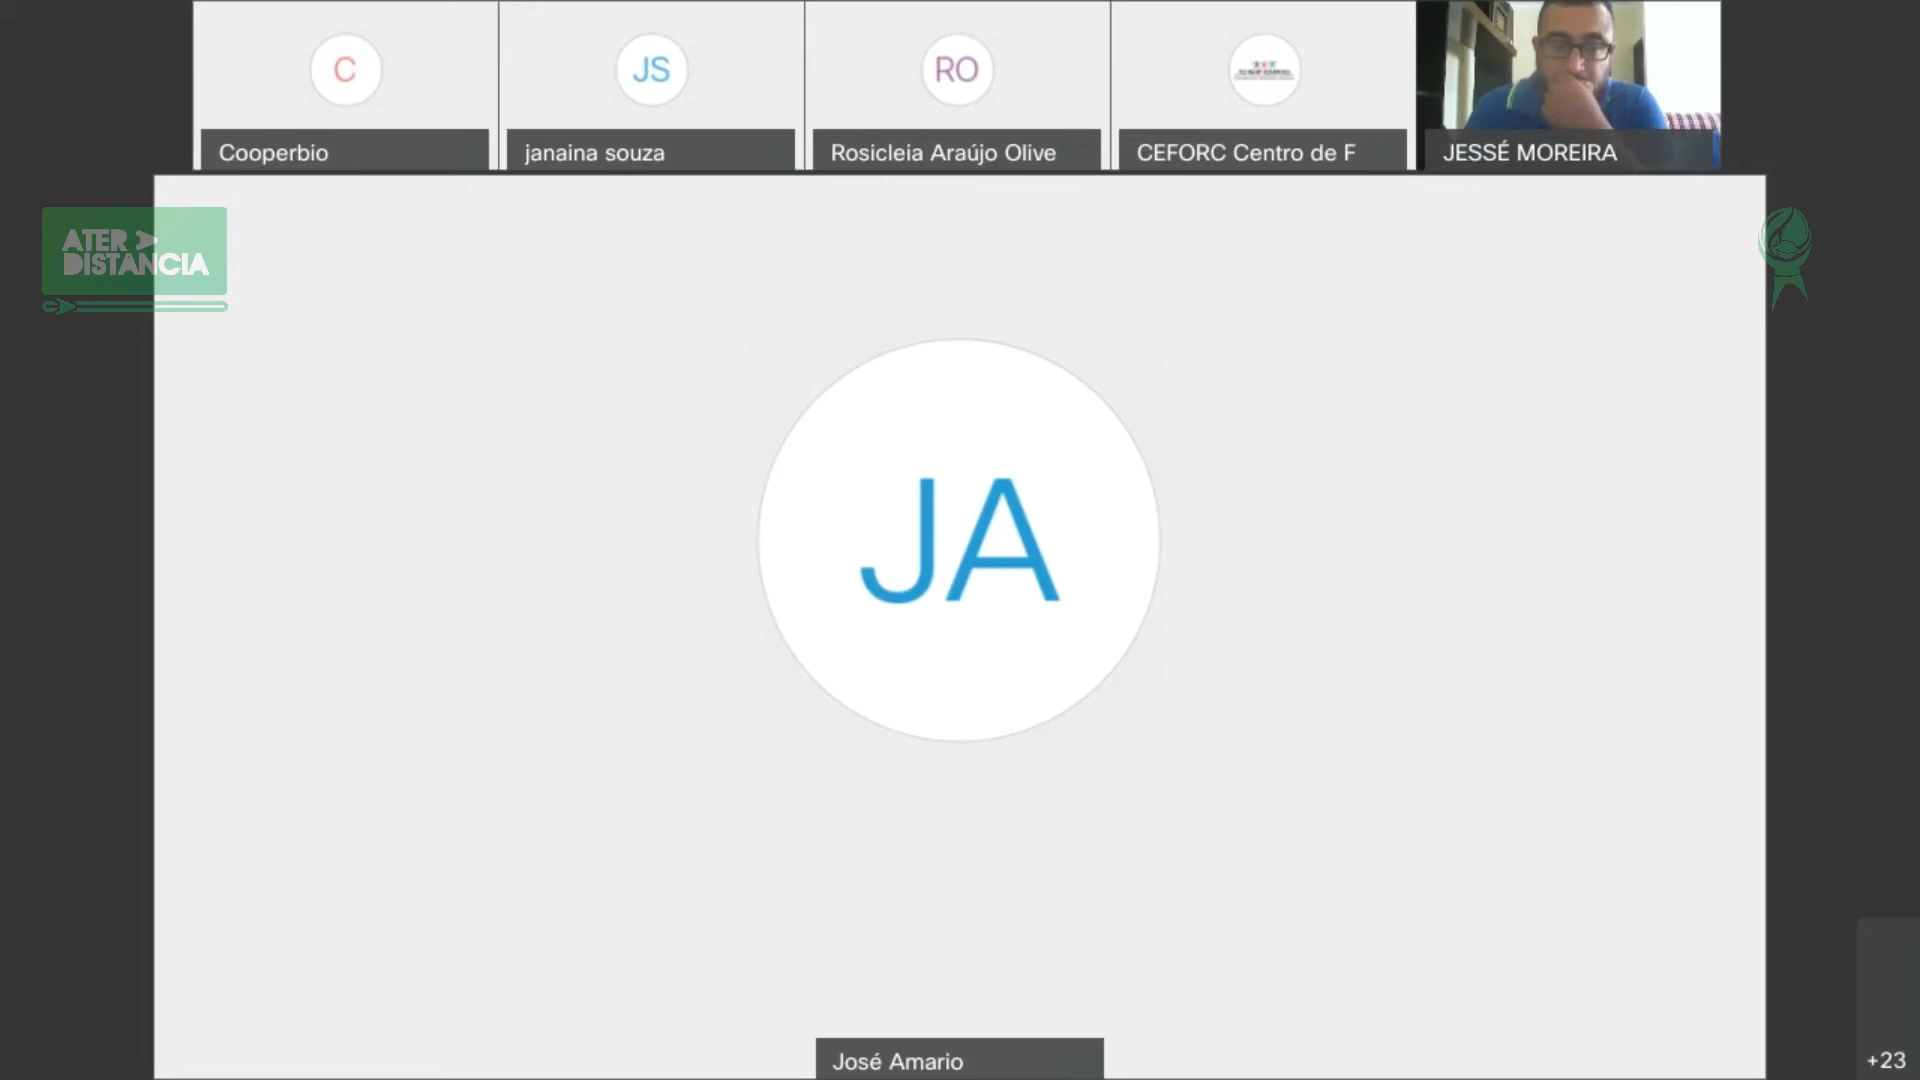 C
JS
RO
Cooperbio
janaina souza
Rosicleia Araújo Olive
CEFORC Centro de F
JESSÉ MOREIRA
ATER >
DISTANCIA
JA
José Amario
+23